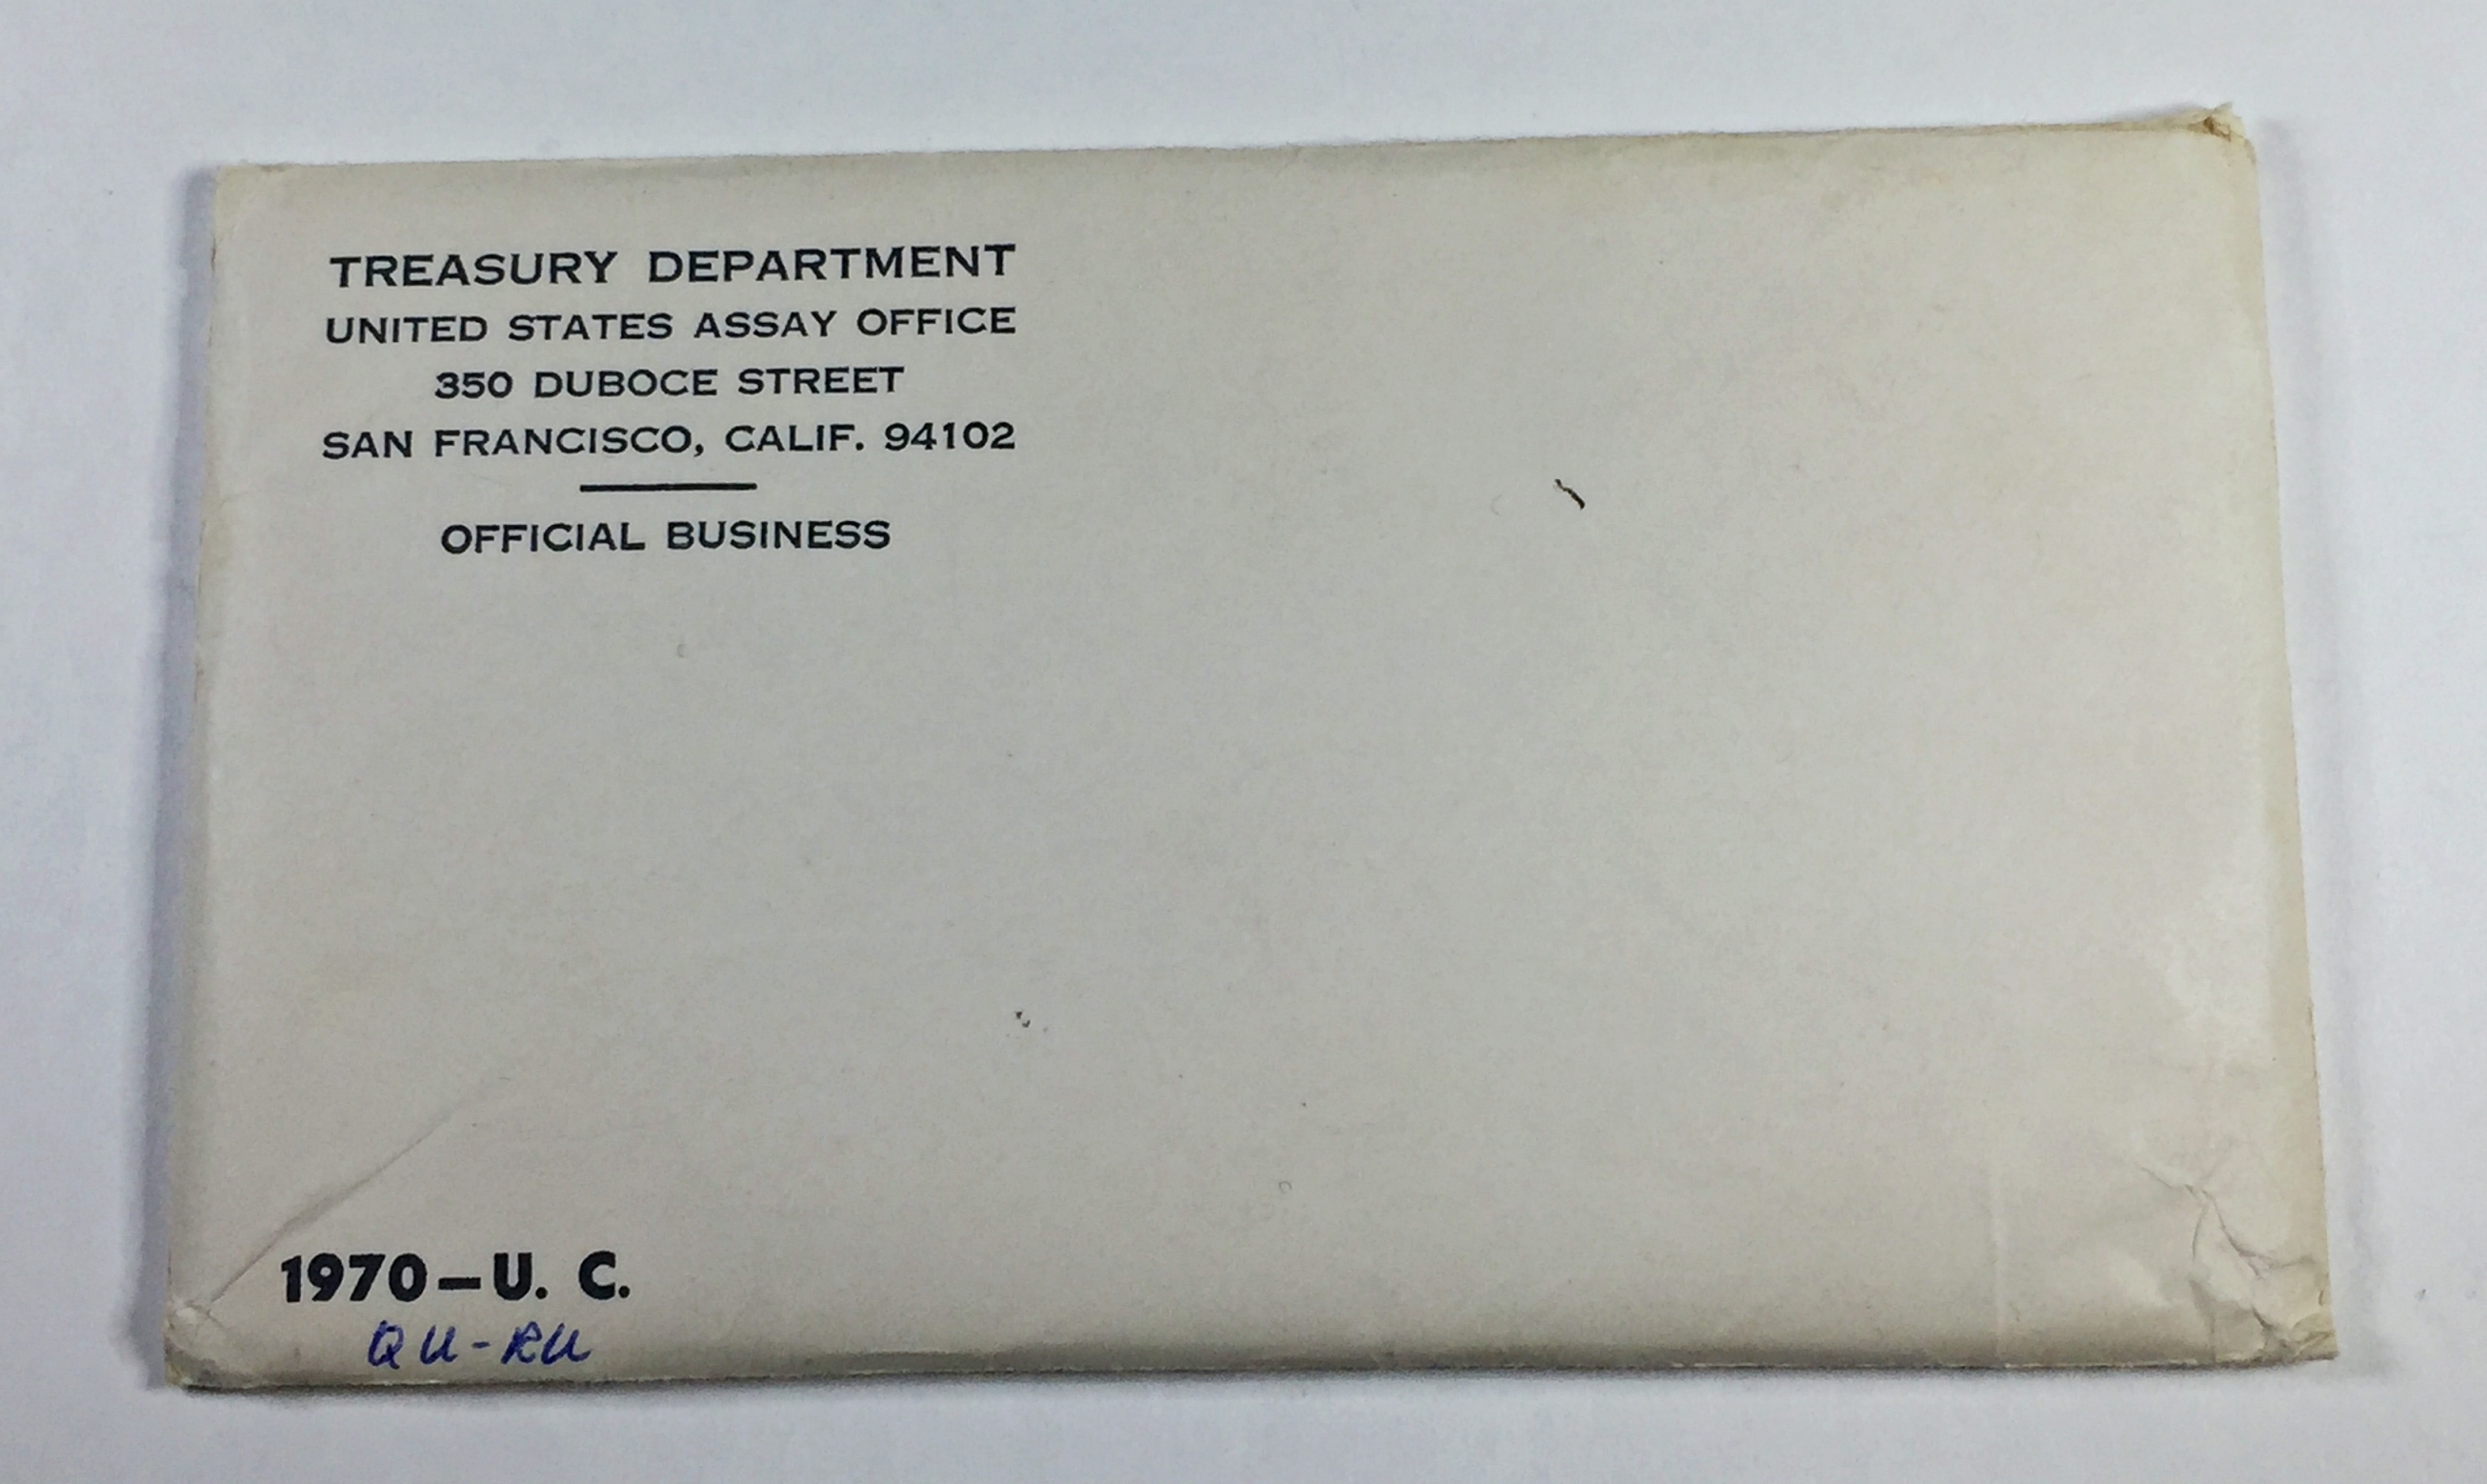 TREASURY DEPARTMENT
UNITED STATES ASSAY OFFICE
350 DUBOCE STREET
SAN FRANCISCO, CALIF. 94102
OFFICIAL BUSINESS
1970-U. C.
QU-RU